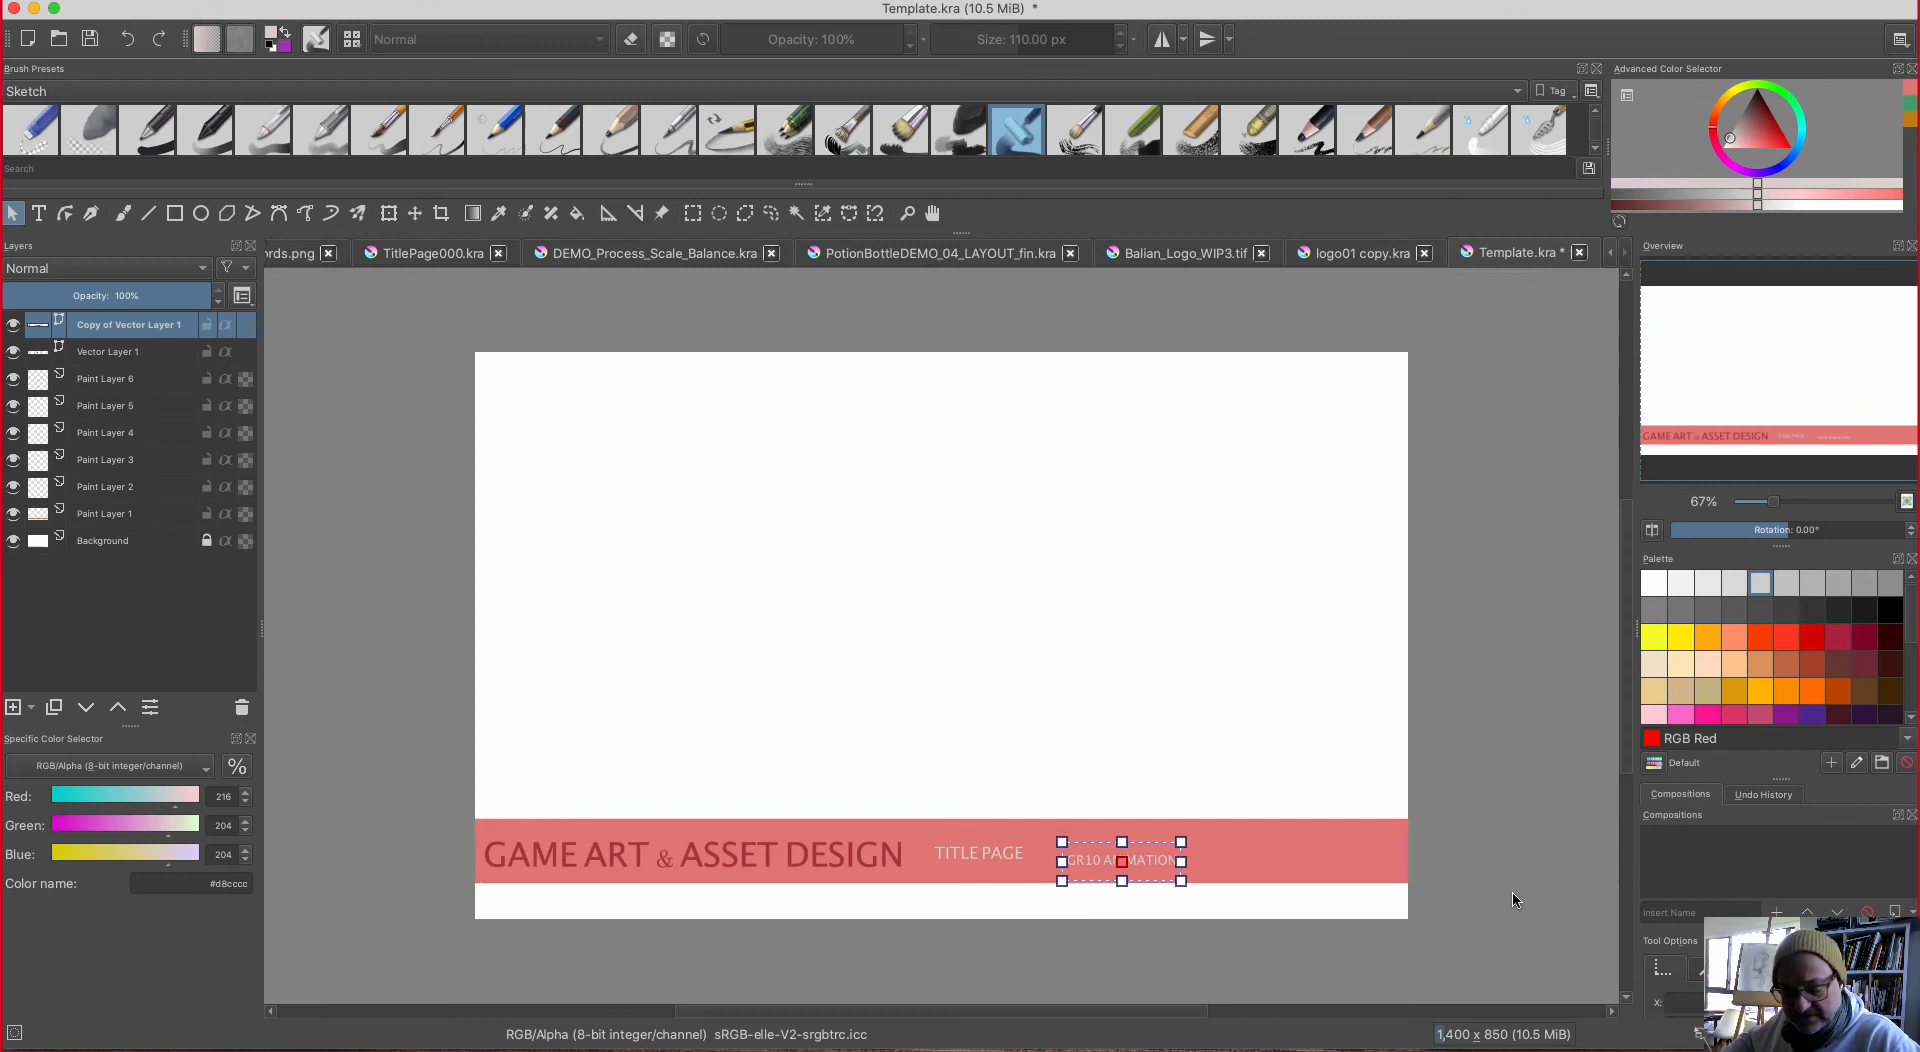 Template.kra (10.5 MiB) *
Normal
Opacity: 100%
Size: 110.00 px
Brush Presets
Advanced Color Selector
Sketch
Tag
Search
Layers
rds.png
TitlePage000.kra
DEMO_Process_Scale_Balance.kra
PotionBottleDEMO_04_LAYOUT_fin.kra
Balian_Logo_WIP3.tif
logo01 copy.kra
Template.kra *
Overview
Normal
Opacity: 100%
Copy of Vector Layer 1
Vector Layer 1
Paint Layer 6
Paint Layer 5
Paint Layer 4
Paint Layer 3
Paint Layer 2
Paint Layer 1
Background
GAME ART & ASSET DESIGN
67%
Rotation: 0.00°
Palette
RGB Red
Default
Specific Color Selector
RGB/Alpha (8-bit integer/channel)
%
Red: 216
Green: 204
Blue: 204
Color name: #d8cccc
Compositions
Undo History
Compositions
GAME ART & ASSET DESIGN
TITLE PAGE
GR10 ANIMATION
Insert Name
Tool Options
X:
RGB/Alpha (8-bit integer/channel) sRGB-elle-V2-srgbtrc.icc
1,400 x 850 (10.5 MiB)